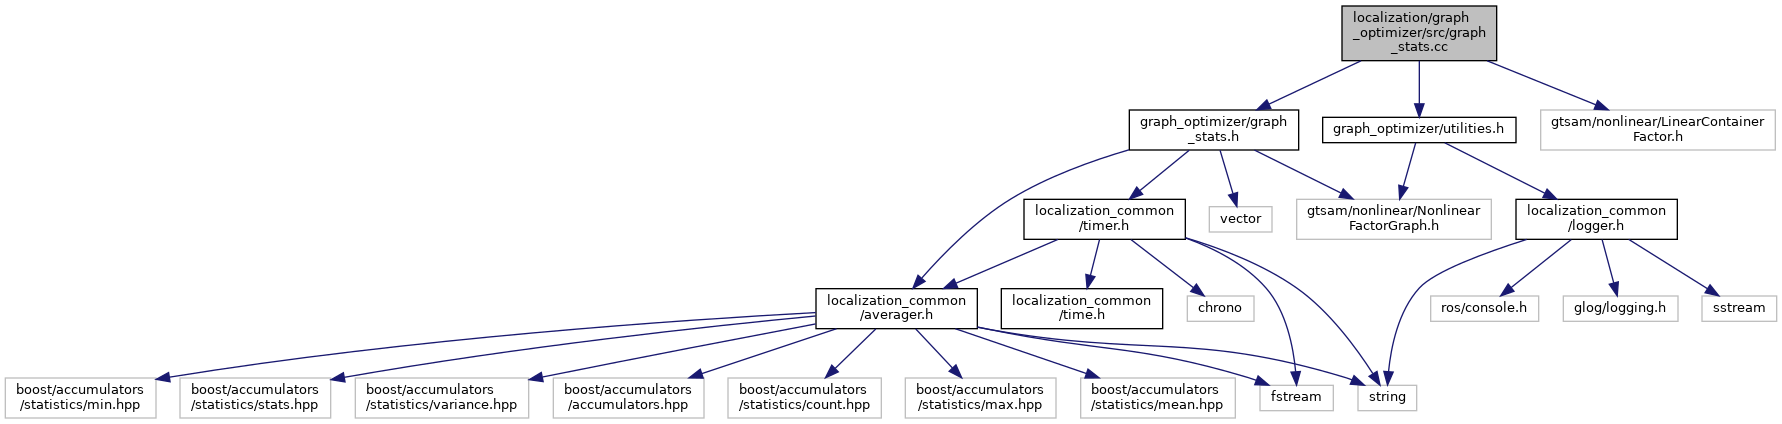 localization/graph
_optimizer/src/graph
_stats.cc
graph_optimizer/graph
_stats.h
graph_optimizer/utilities.h
gtsam/nonlinear/LinearContainer
Factor.h
localization_common
/timer.h
vector
gtsam/nonlinear/Nonlinear
FactorGraph.h
localization_common
/logger.h
localization_common
/averager.h
localization_common
/time.h
chrono
ros/console.h
glog/logging.h
sstream
boost/accumulators
/statistics/min.hpp
boost/accumulators
/statistics/stats.hpp
boost/accumulators
/statistics/variance.hpp
boost/accumulators
/accumulators.hpp
boost/accumulators
/statistics/count.hpp
boost/accumulators
/statistics/max.hpp
boost/accumulators
/statistics/mean.hpp
fstream
string